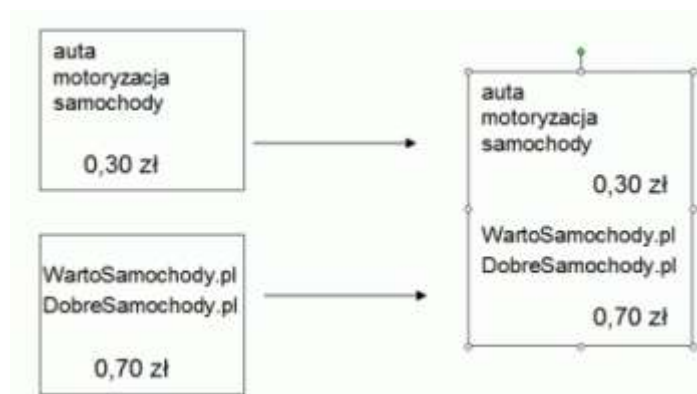 auta
motoryzacja
samochody
0,30 zł
WartoSamochody.pl
DobreSamochody.pl
0,70 zł
auta
motoryzacja
samochody
0,30 zł
WartoSamochody.pl
DobreSamochody.pl
0,70 zł